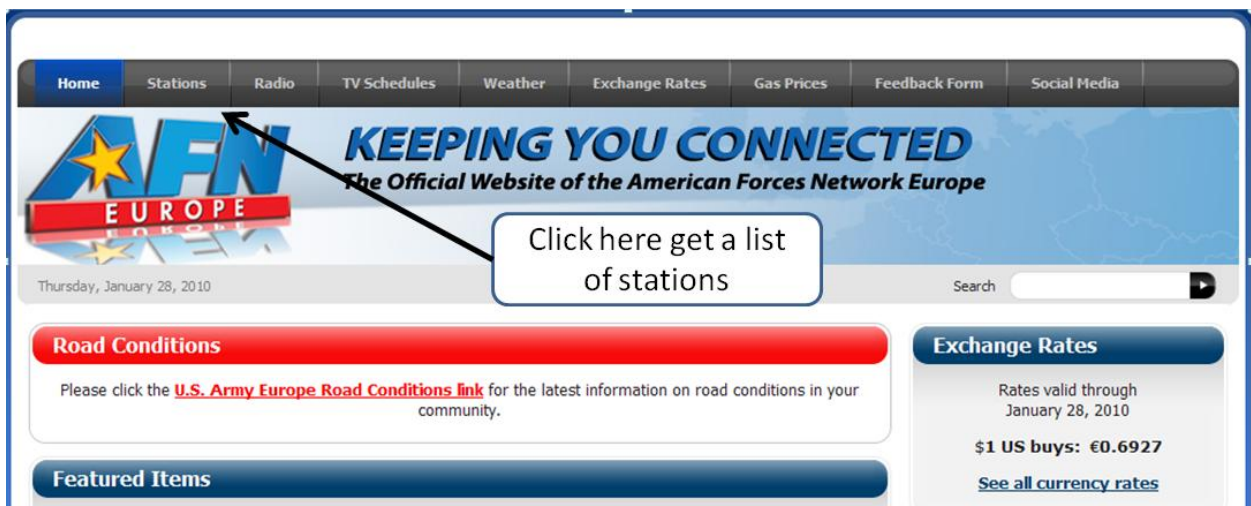 Home Stations Radio TV Schedules Weather Exchange Rates Gas Prices Feedback Form Social Media
AFN
EUROPE
KEEPING YOU CONNECTED
The Official Website of the American Forces Network Europe
Click here get a list
of stations
Thursday, January 28, 2010
Search
Road Conditions
Please click the U.S. Army Europe Road Conditions link for the latest information on road conditions in your
community.
Exchange Rates
Rates valid through
January 28, 2010
$1 US buys: €0.6927
See all currency rates
Featured Items